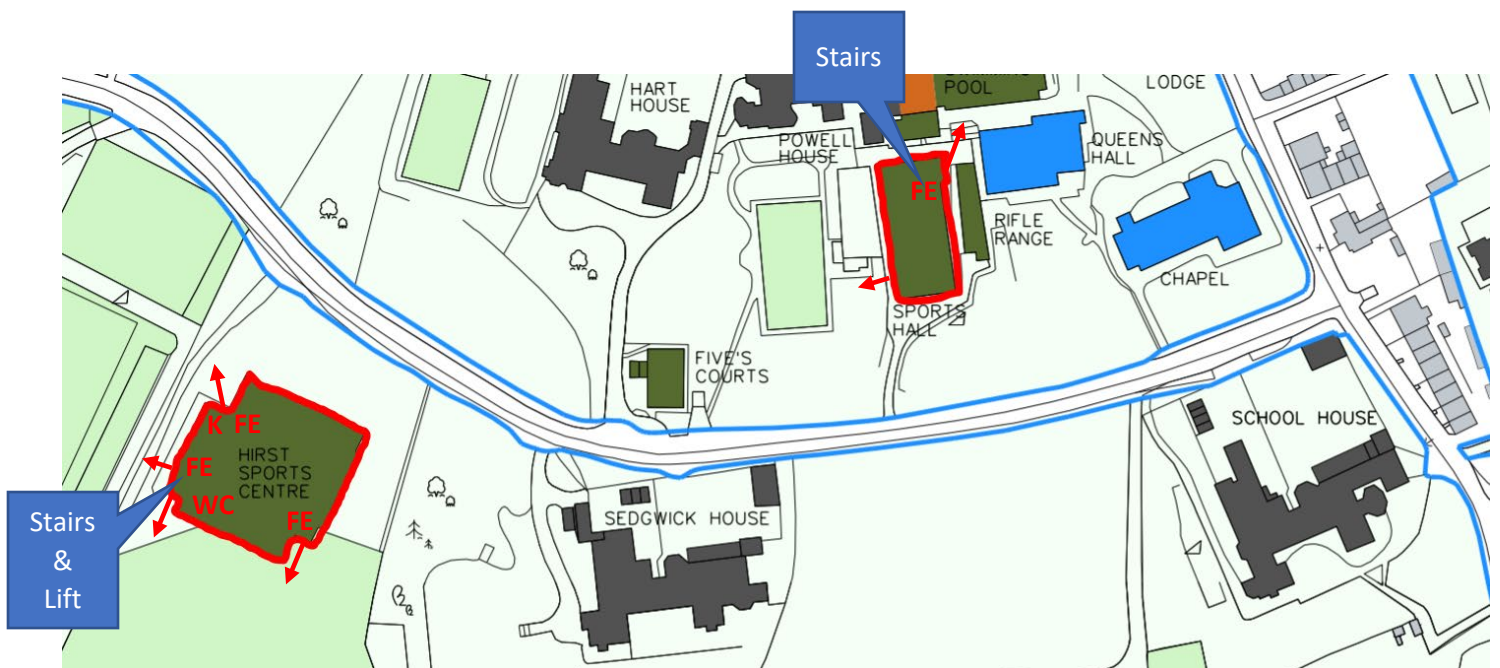 Stairs
HART
HOUSE
POOL
LODGE
POWELL
HOUSE
QUEENS
HALL
FE
RIFLE
RANGE
CHAPEL
SPORTS
HALL
FIVE'S
COURTS
SCHOOL HOUSE
K FE
HIRST
SPORTS
CENTRE
FE
WC
FE
Stairs
&
Lift
SEDGWICK HOUSE